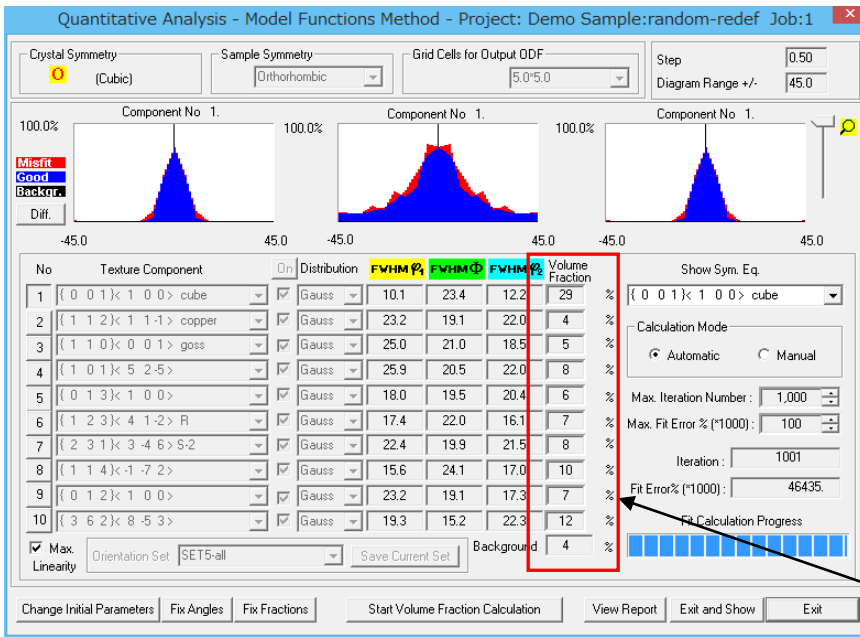 Quantitative Analysis - Model Functions Method - Project: Demo Sample:random-redef Job:1
Crystal Symmetry
O (Cubic)
Sample Symmetry
Orthorhombic
Grid Cells for Output ODF
5.0*5.0
Step 0.50
Diagram Range +/- 45.0
Component No 1.
Component No 1.
Component No 1.
100.0%
100.0%
100.0%
Misfit
Good
Backgr.
Diff.
-45.0 45.0 -45.0 45.0 -45.0 45.0
No Texture Component On Distribution FWHM φ1 FWHM Φ FWHM φ2 Volume Fraction
1 { 0 0 1}< 1 0 0> cube Gauss 10.1 23.4 12.2 29 %
2 { 1 1 2}< 1 1-1> copper Gauss 23.2 19.1 22.0 4 %
3 { 1 1 0}< 0 0 1> goss Gauss 25.0 21.0 18.5 5 %
4 { 1 0 1}< 5 2-5> Gauss 25.9 20.5 22.0 8 %
5 { 0 1 3}< 1 0 0> Gauss 18.0 19.5 20.4 6 %
6 { 1 2 3}< 4 1-2> R Gauss 17.4 22.0 16.1 7 %
7 { 2 3 1}< 3 -4 6> S-2 Gauss 22.4 19.9 21.5 8 %
8 { 1 1 4}<-1 -7 2> Gauss 15.6 24.1 17.0 10 %
9 { 0 1 2}< 1 0 0> Gauss 23.2 19.1 17.3 7 %
10 { 3 6 2}< 8 -5 3> Gauss 19.3 15.2 22.3 12 %
Max. Linearity
Orientation Set SET5-all
Save Current Set
Background 4 %
Show Sym. Eq.
{ 0 0 1}< 1 0 0> cube
Calculation Mode
Automatic Manual
Max. Iteration Number : 1,000
Max. Fit Error % (*1000) : 100
Iteration : 1001
Fit Error% (*1000) : 46435.
Fit Calculation Progress
Change Initial Parameters
Fix Angles
Fix Fractions
Start Volume Fraction Calculation
View Report
Exit and Show
Exit